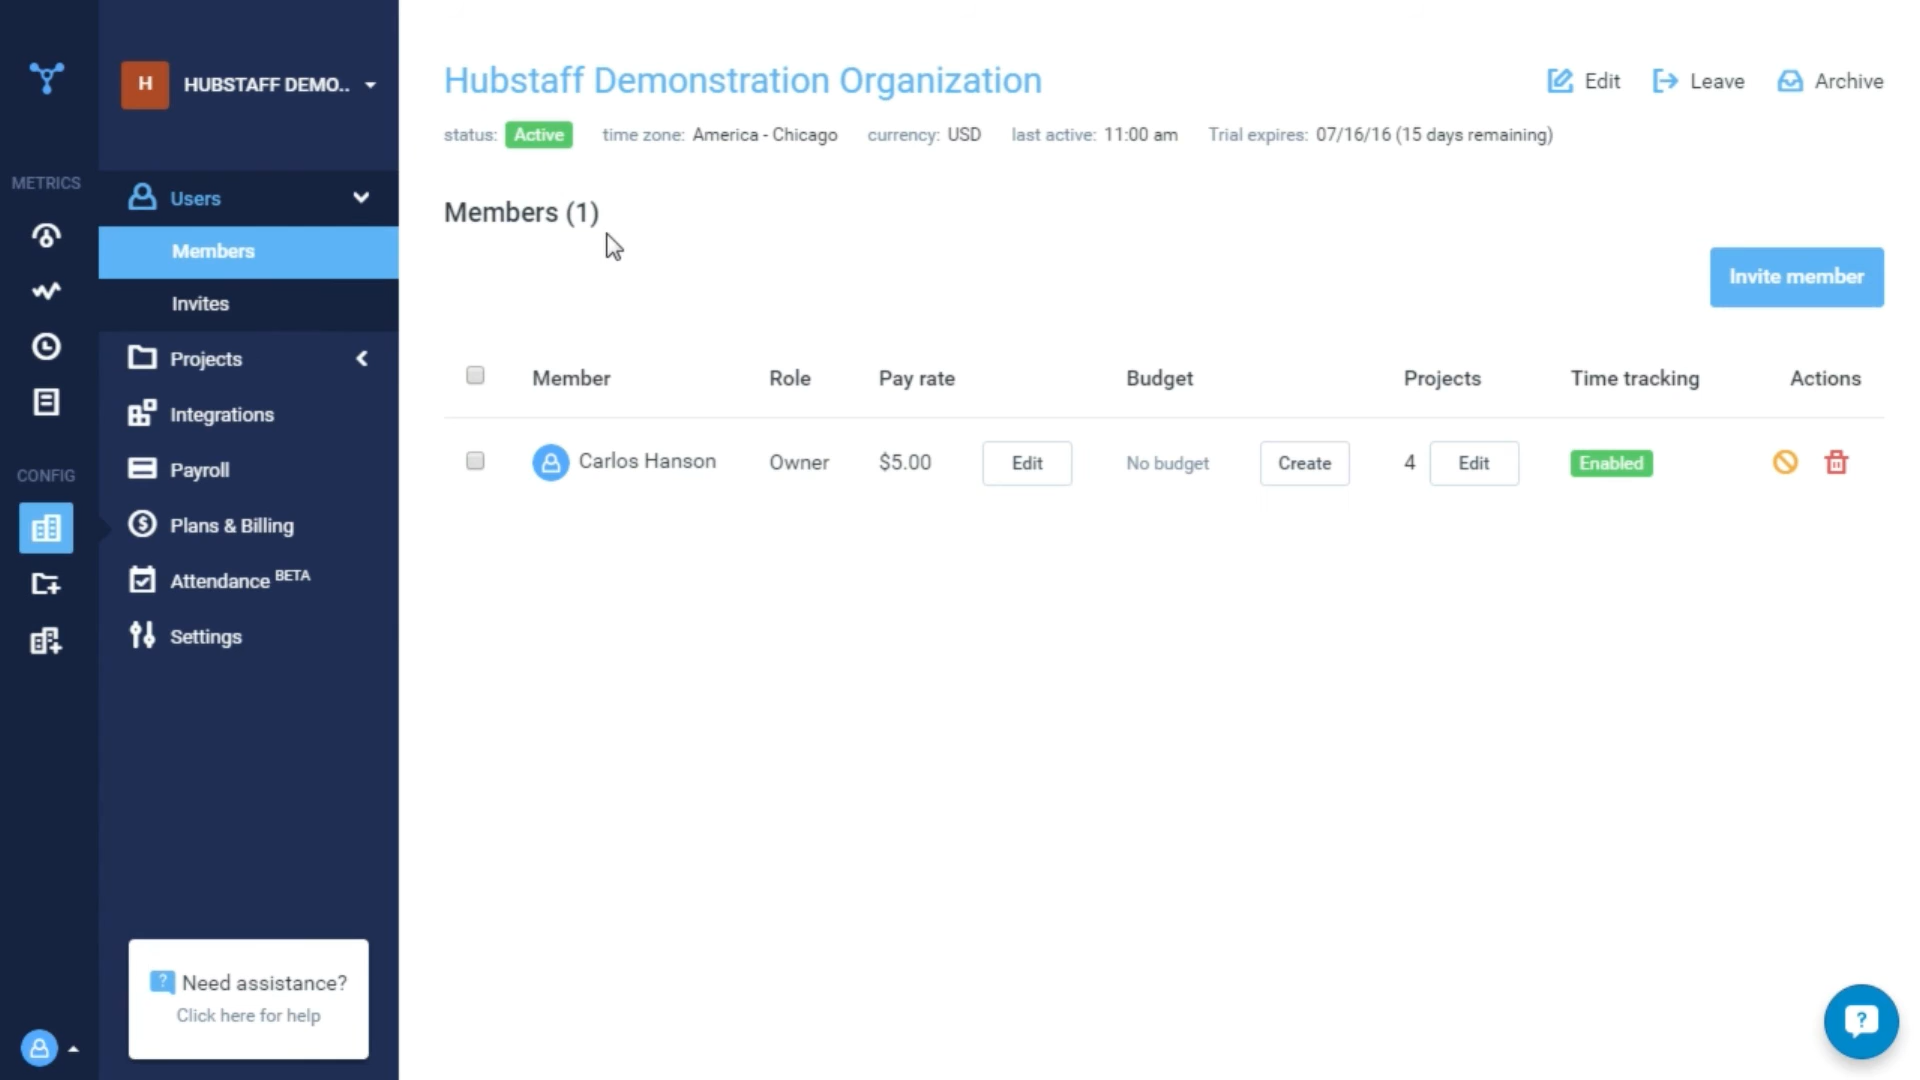 H HUBSTAFF DEMO..
METRICS
Users
Members
Invites
Projects
Integrations
Payroll
CONFIG
Plans & Billing
Attendance BETA
Settings
? Need assistance?
Click here for help
Hubstaff Demonstration Organization
Edit Leave Archive
status: Active time zone: America - Chicago currency: USD last active: 11:00 am Trial expires: 07/16/16 (15 days remaining)
Members (1)
Invite member
Member Role Pay rate Budget Projects Time tracking Actions
Carlos Hanson Owner $5.00 Edit No budget Create 4 Edit Enabled
?